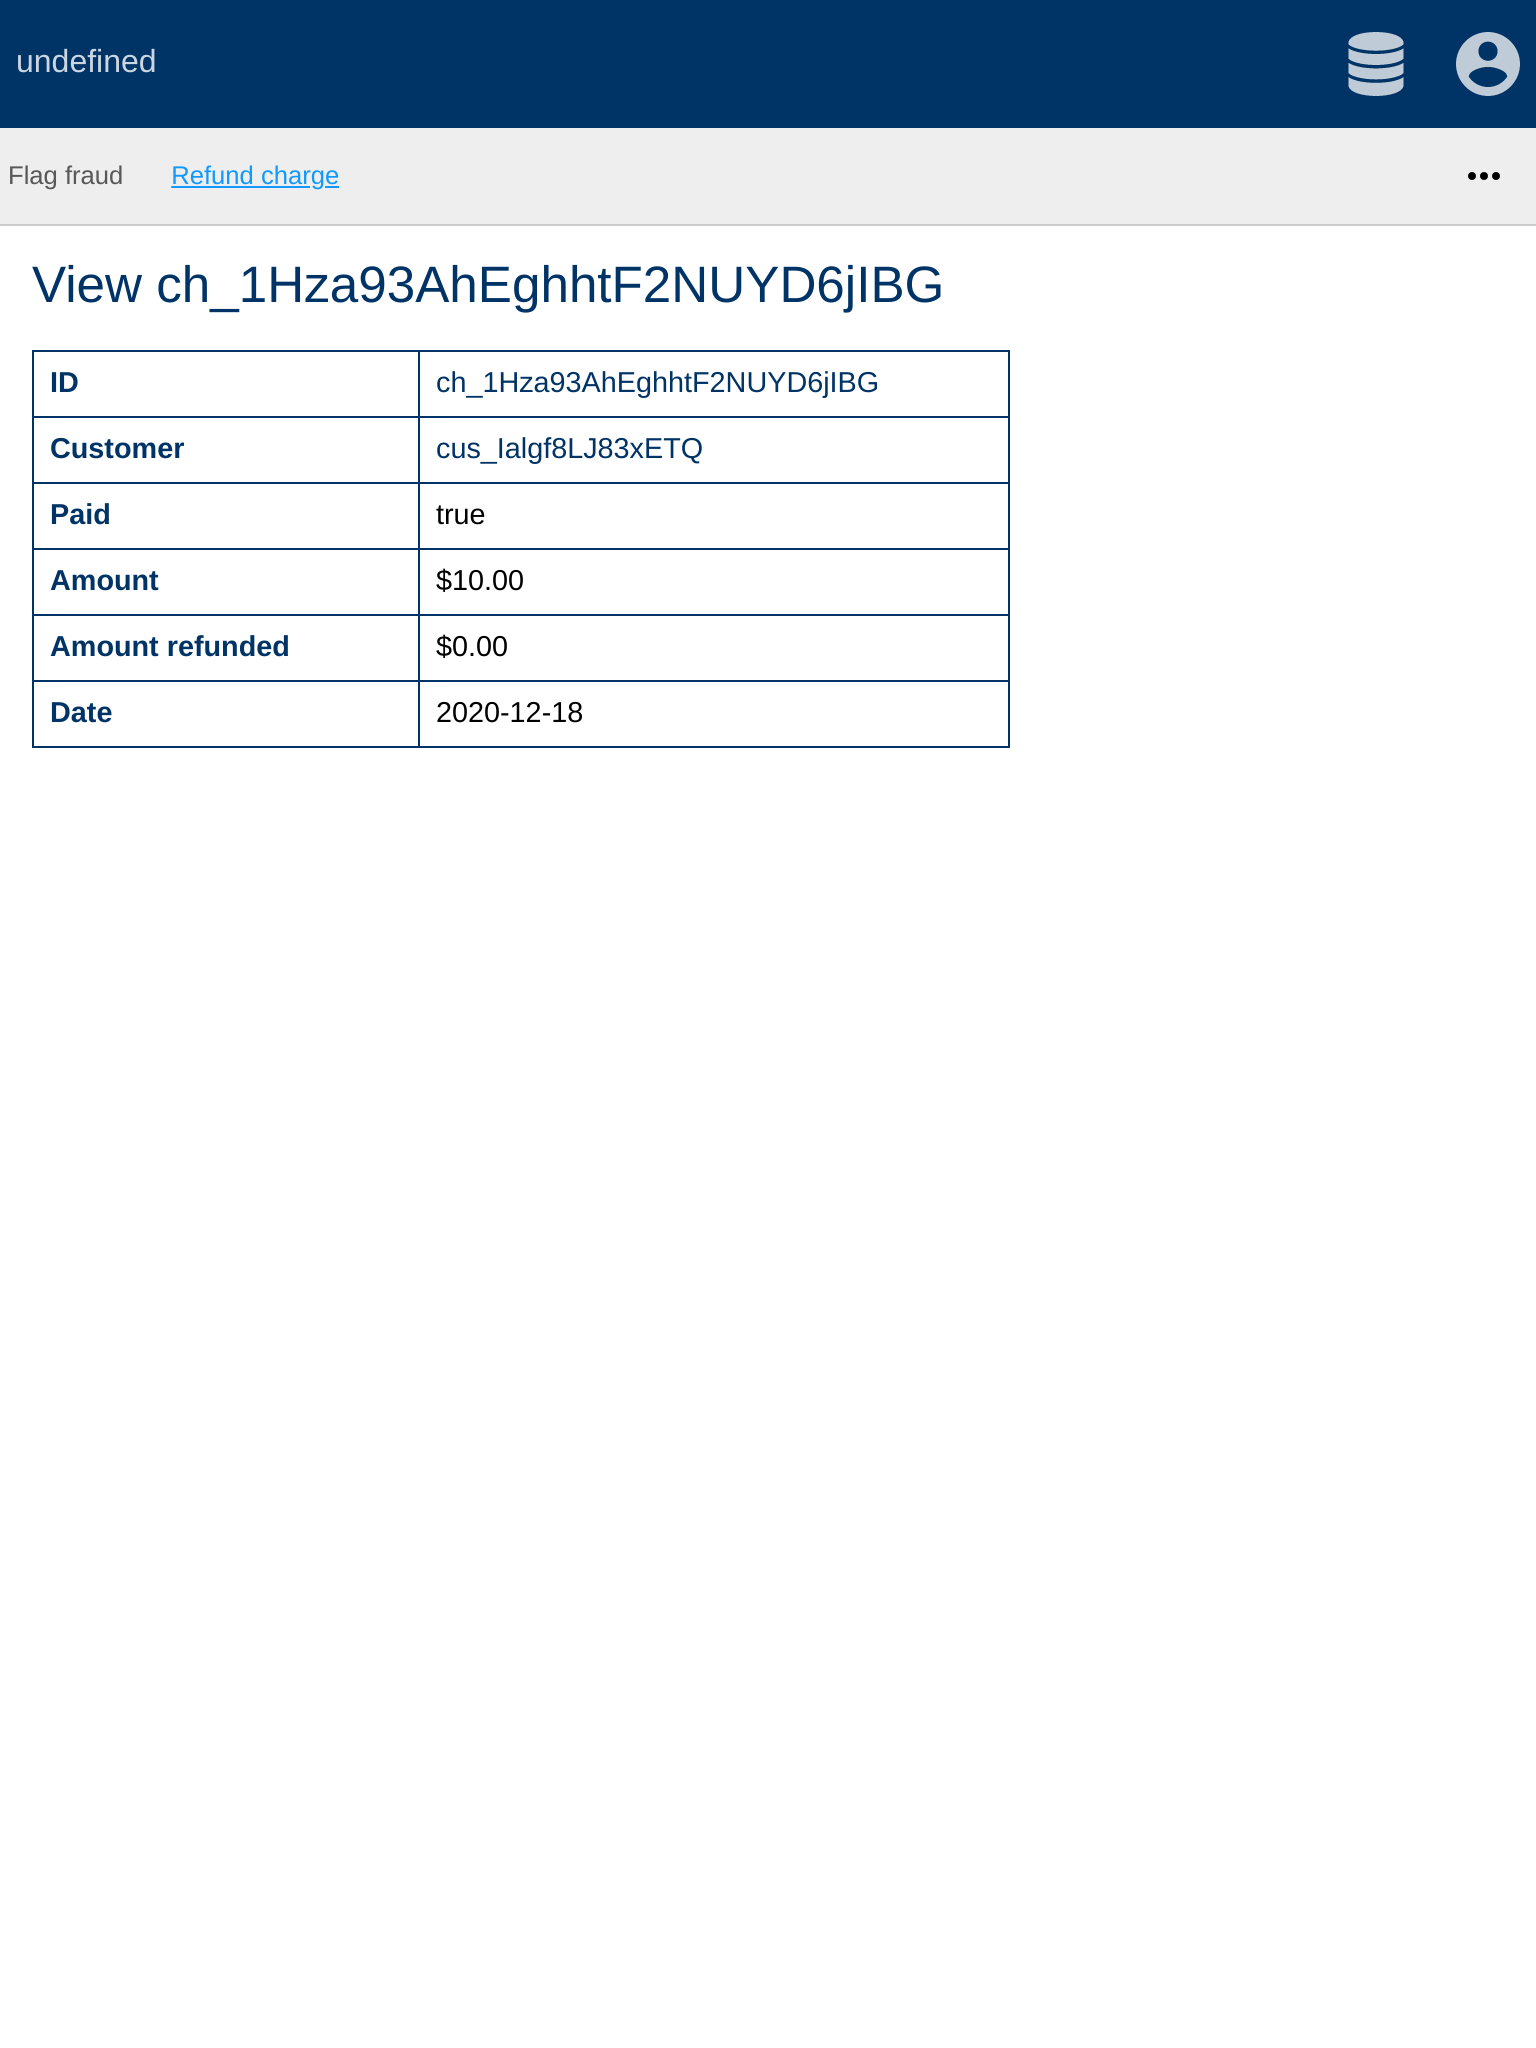 undefined
Flag fraud Refund charge
View ch_1Hza93AhEghhtF2NUYD6jIBG
ID ch_1Hza93AhEghhtF2NUYD6jIBG
Customer cus_Ialgf8LJ83xETQ
Paid true
Amount $10.00
Amount refunded $0.00
Date 2020-12-18